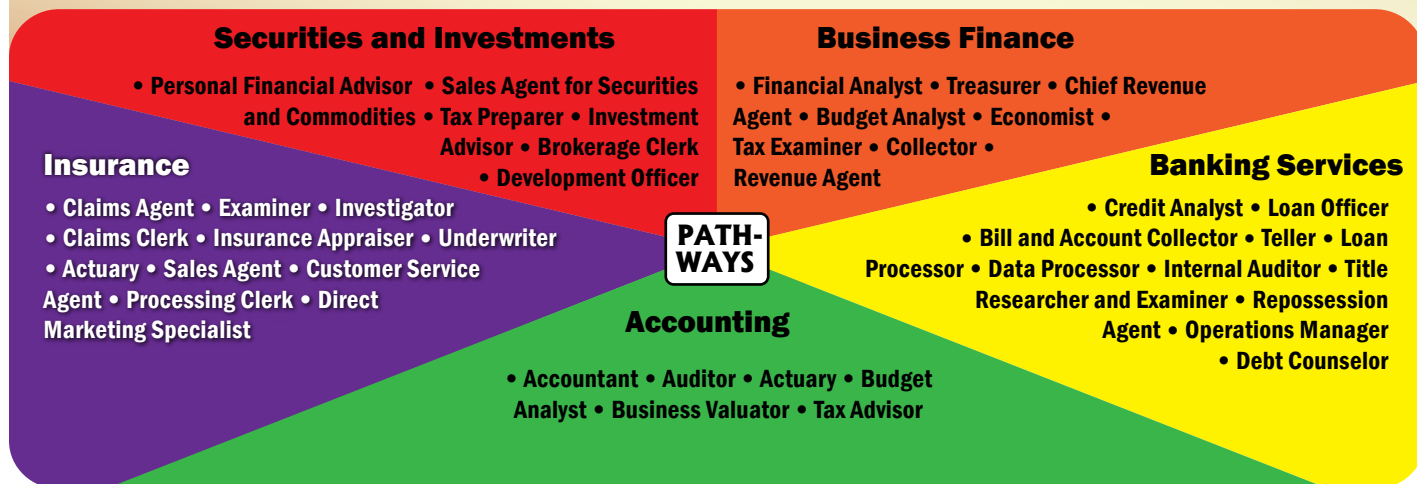 Securities and Investments
• Personal Financial Advisor • Sales Agent for Securities
and Commodities • Tax Preparer • Investment
Advisor • Brokerage Clerk
• Development Officer
Business Finance
• Financial Analyst • Treasurer • Chief Revenue
Agent • Budget Analyst • Economist •
Tax Examiner • Collector •
Revenue Agent
Insurance
• Claims Agent • Examiner • Investigator
• Claims Clerk • Insurance Appraiser • Underwriter
• Actuary • Sales Agent • Customer Service
Agent • Processing Clerk • Direct
Marketing Specialist
PATH-
WAYS
Banking Services
• Credit Analyst • Loan Officer
• Bill and Account Collector • Teller • Loan
Processor • Data Processor • Internal Auditor • Title
Researcher and Examiner • Repossession
Agent • Operations Manager
• Debt Counselor
Accounting
• Accountant • Auditor • Actuary • Budget
Analyst • Business Valuator • Tax Advisor